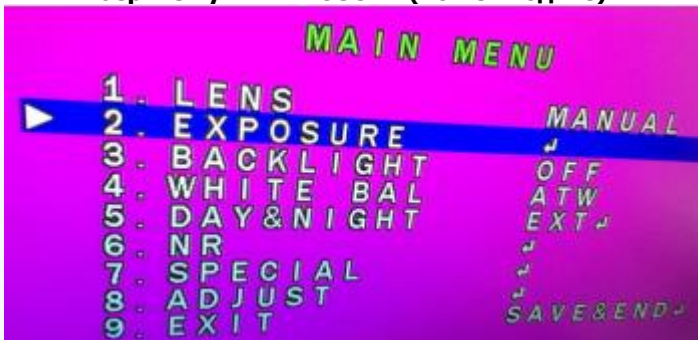 MAIN MENU
1. LENS MANUAL
2. EXPOSURE ↲
3. BACKLIGHT OFF
4. WHITE BAL ATW
5. DAY&NIGHT EXT↲
6. NR ↲
7. SPECIAL ↲
8. ADJUST ↲
9. EXIT SAVE&END↲